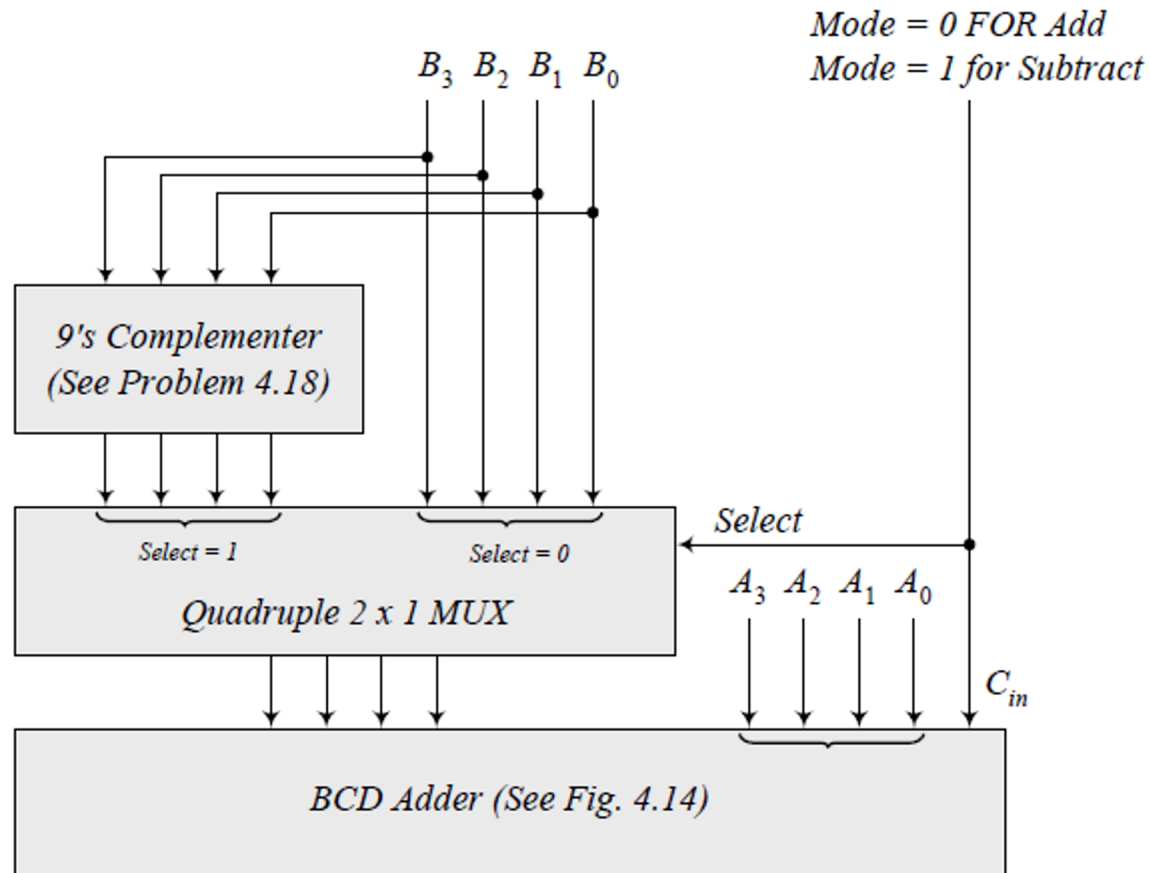 Mode = 0 FOR Add
Mode = 1 for Subtract
B3 B2 B1 B0
9's Complementer
(See Problem 4.18)
Select
Select = 1
Select = 0
A3 A2 A1 A0
Quadruple 2 x 1 MUX
Cin
BCD Adder (See Fig. 4.14)